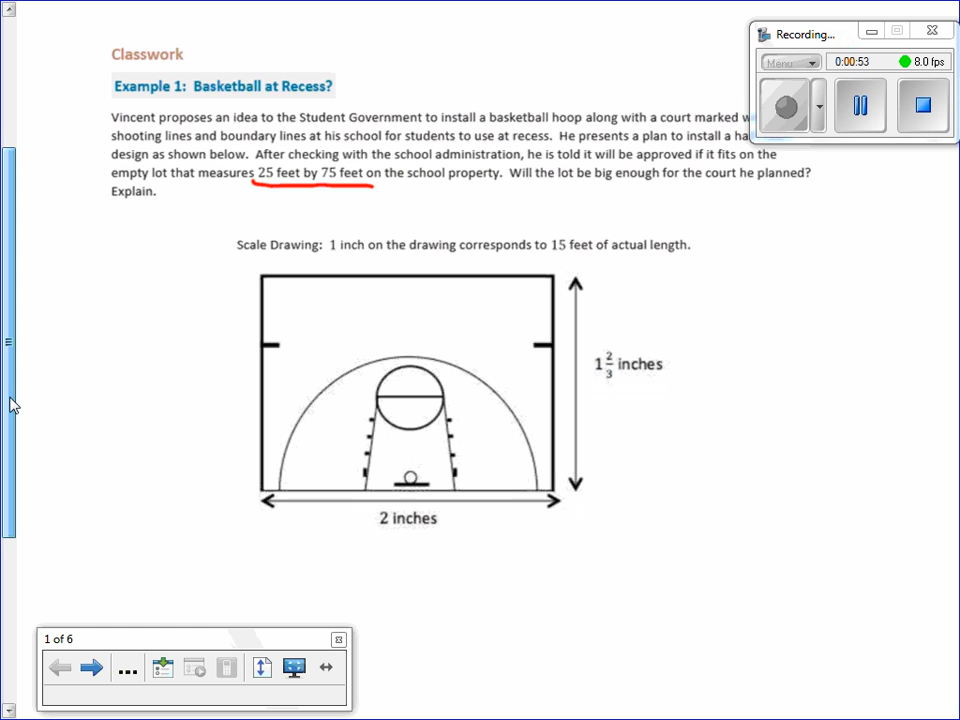 Classwork
Example 1: Basketball at Recess?
Vincent proposes an idea to the Student Government to install a basketball hoop along with a court marked
shooting lines and boundary lines at his school for students to use at recess. He presents a plan to install a
design as shown below. After checking with the school administration, he is told it will be approved if it fits on the
empty lot that measures 25 feet by 75 feet on the school property. Will the lot be big enough for the court he planned?
Explain.
Scale Drawing: 1 inch on the drawing corresponds to 15 feet of actual length.
1 2/3 inches
2 inches
Recording...
Menu
0:00:53
8.0 fps
1 of 6